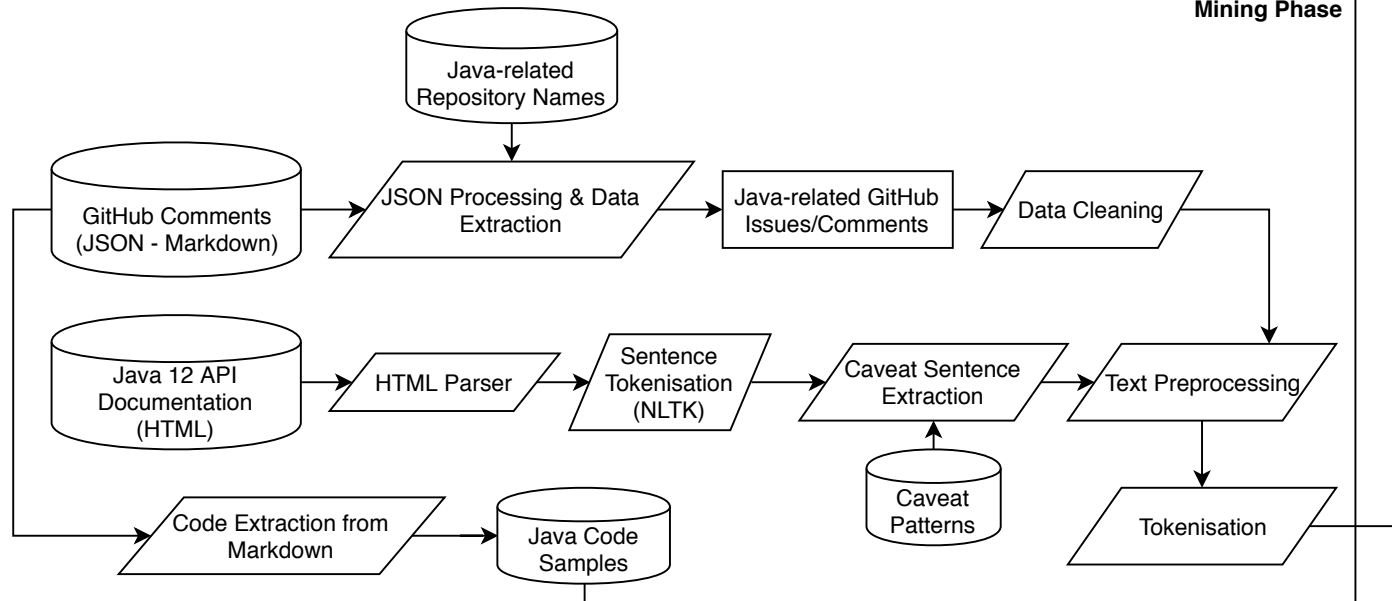 Mining Phase
Java-related
Repository Names
GitHub Comments
(JSON - Markdown)
JSON Processing & Data
Extraction
Java-related GitHub
Issues/Comments
Data Cleaning
Java 12 API
Documentation
(HTML)
HTML Parser
Sentence
Tokenisation
(NLTK)
Caveat Sentence
Extraction
Text Preprocessing
Caveat
Patterns
Code Extraction from
Markdown
Java Code
Samples
Tokenisation